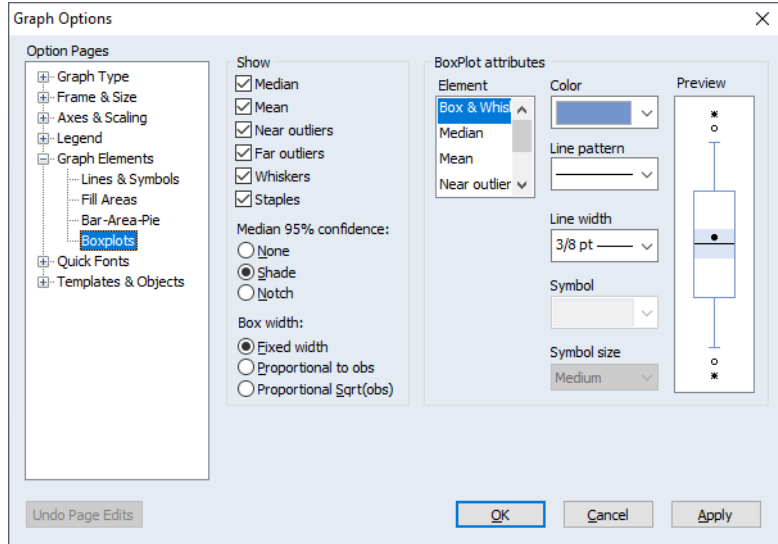 Graph Options
Option Pages
Graph Type
Frame & Size
Axes & Scaling
Legend
Graph Elements
Lines & Symbols
Fill Areas
Bar-Area-Pie
Boxplots
Quick Fonts
Templates & Objects
Show
Median
Mean
Near outliers
Far outliers
Whiskers
Staples
Median 95% confidence:
None
Shade
Notch
Box width:
Fixed width
Proportional to obs
Proportional Sqrt(obs)
BoxPlot attributes
Element
Box & Whisl
Median
Mean
Near outlier
Color
Line pattern
Line width
3/8 pt
Symbol
Symbol size
Medium
Preview
Undo Page Edits
OK
Cancel
Apply